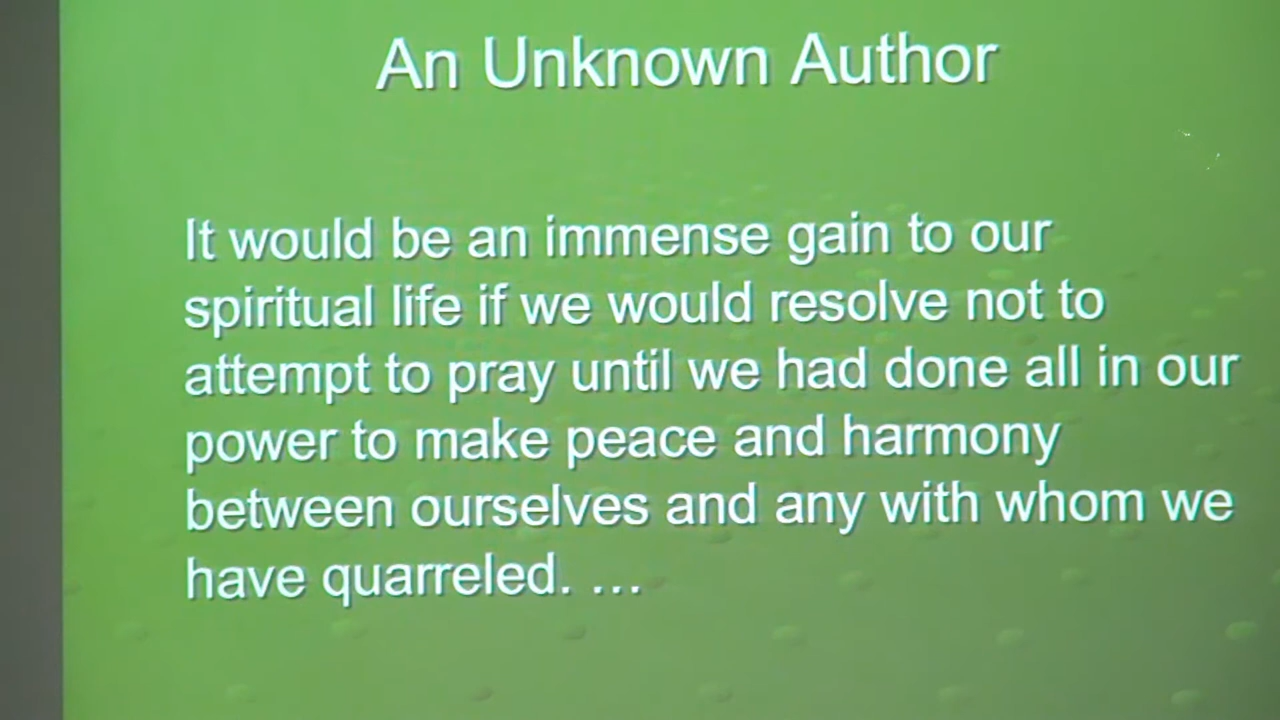 An Unknown Author
It would be an immense gain to our
spiritual life if we would resolve not to
attempt to pray until we had done all in our
power to make peace and harmony
between ourselves and any with whom we
have quarreled. ...